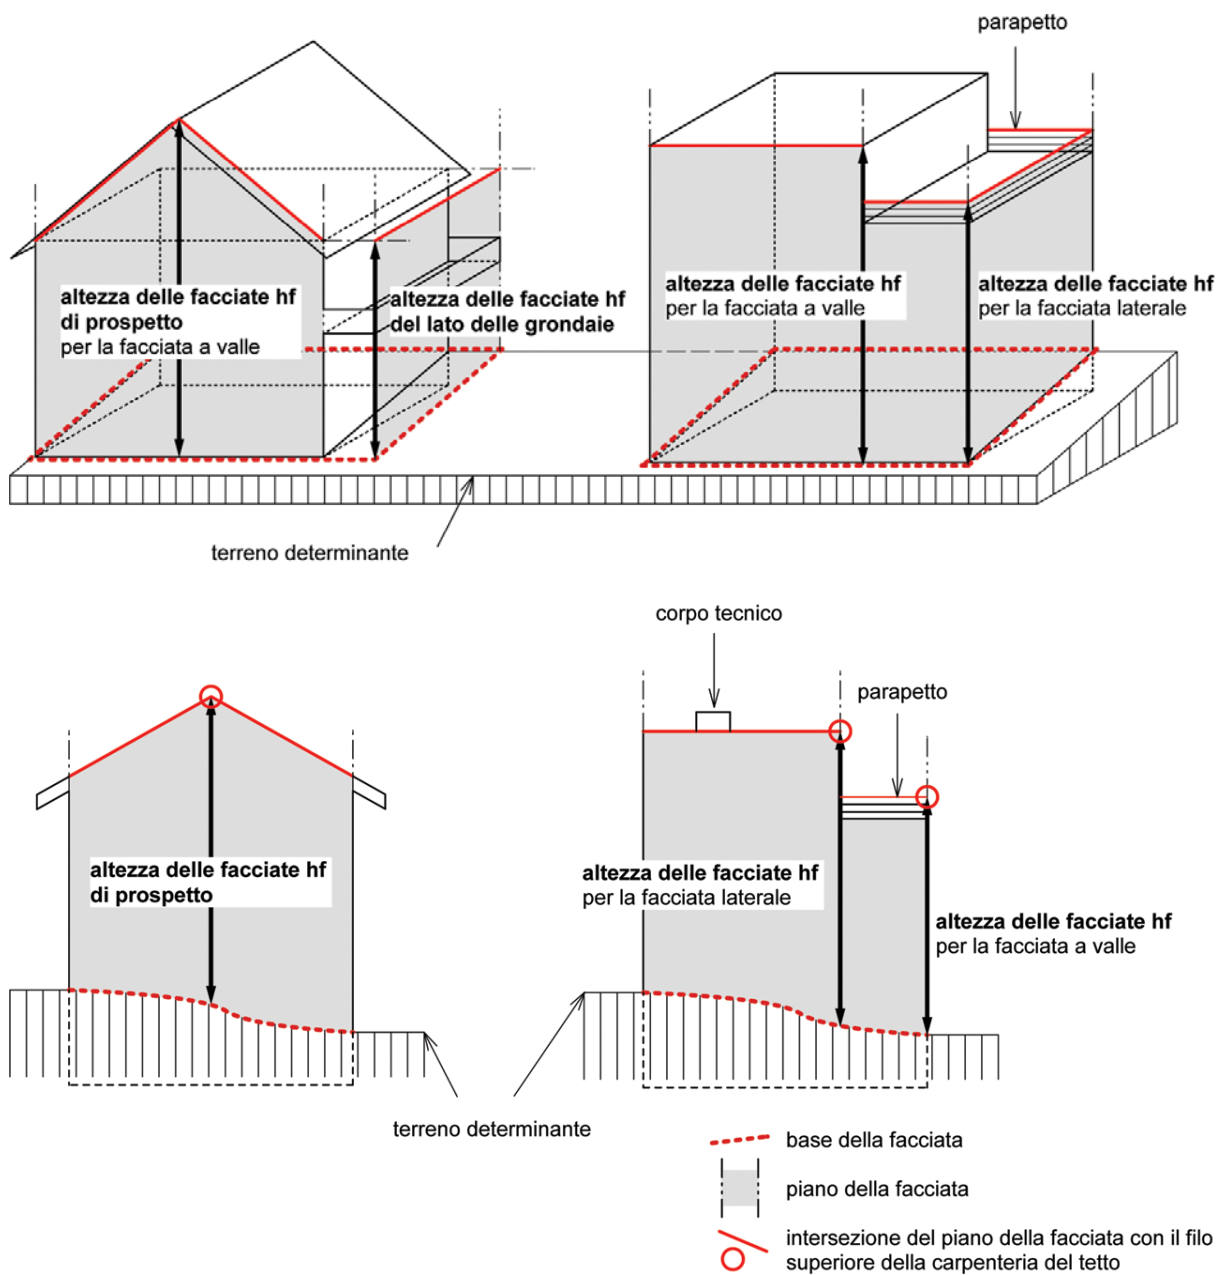 parapetto
altezza delle facciate hf
di prospetto
per la facciata a valle
altezza delle facciate hf
del lato delle grondaie
altezza delle facciate hf
per la facciata a valle
altezza delle facciate hf
per la facciata laterale
terreno determinante
corpo tecnico
parapetto
altezza delle facciate hf
di prospetto
altezza delle facciate hf
per la facciata laterale
altezza delle facciate hf
per la facciata a valle
terreno determinante
base della facciata
piano della facciata
intersezione del piano della facciata con il filo
superiore della carpenteria del tetto